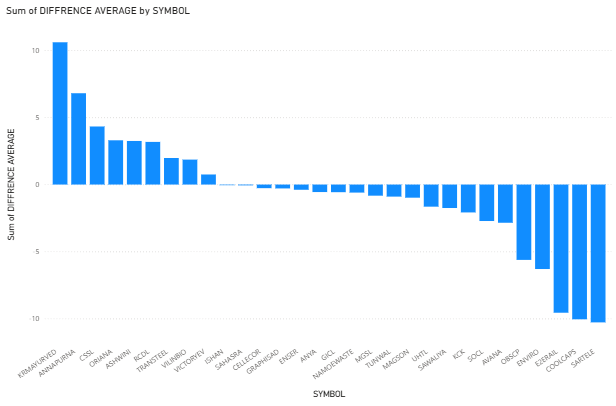 Sum of DIFFRENCE AVERAGE by SYMBOL
Sum of DIFFRENCE AVERAGE
10
5
0
-5
-10
KRMAYURVED
ANNAPURNA
CSSL
ORIANA
ASHWINI
RCDL
TRANSTEEL
VILINBIO
VICTORYEV
ISHAN
SAHASRA
CELLECOR
GRAPHISAD
ENSER
ANYA
GICL
NAMOEWASTE
MGSL
TUNWAL
MAGSON
UHTL
SAWALIYA
KCK
SOCL
AVANA
OBSCP
ENVIRO
EZERAIL
COOLCAPS
SARTELE
SYMBOL